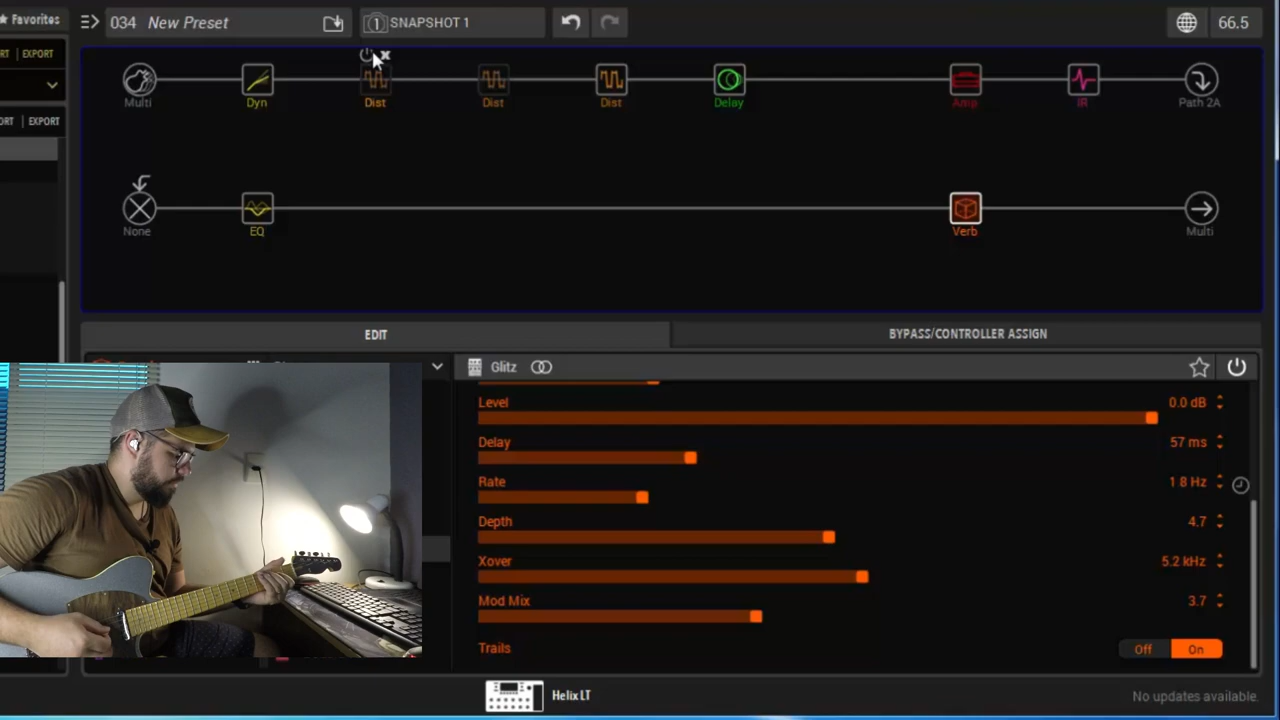 ★ Favorites
034 New Preset
1 SNAPSHOT 1
66.5
RT EXPORT
ORT EXPORT
Multi Dyn Dist Dist Dist Delay Amp IR Path 2A
None EQ Verb Multi
EDIT
BYPASS/CONTROLLER ASSIGN
Glitz
Level 0.0 dB
Delay 57 ms
Rate 1.8 Hz
Depth 4.7
Xover 5.2 kHz
Mod Mix 3.7
Trails Off On
Helix LT
No updates available.